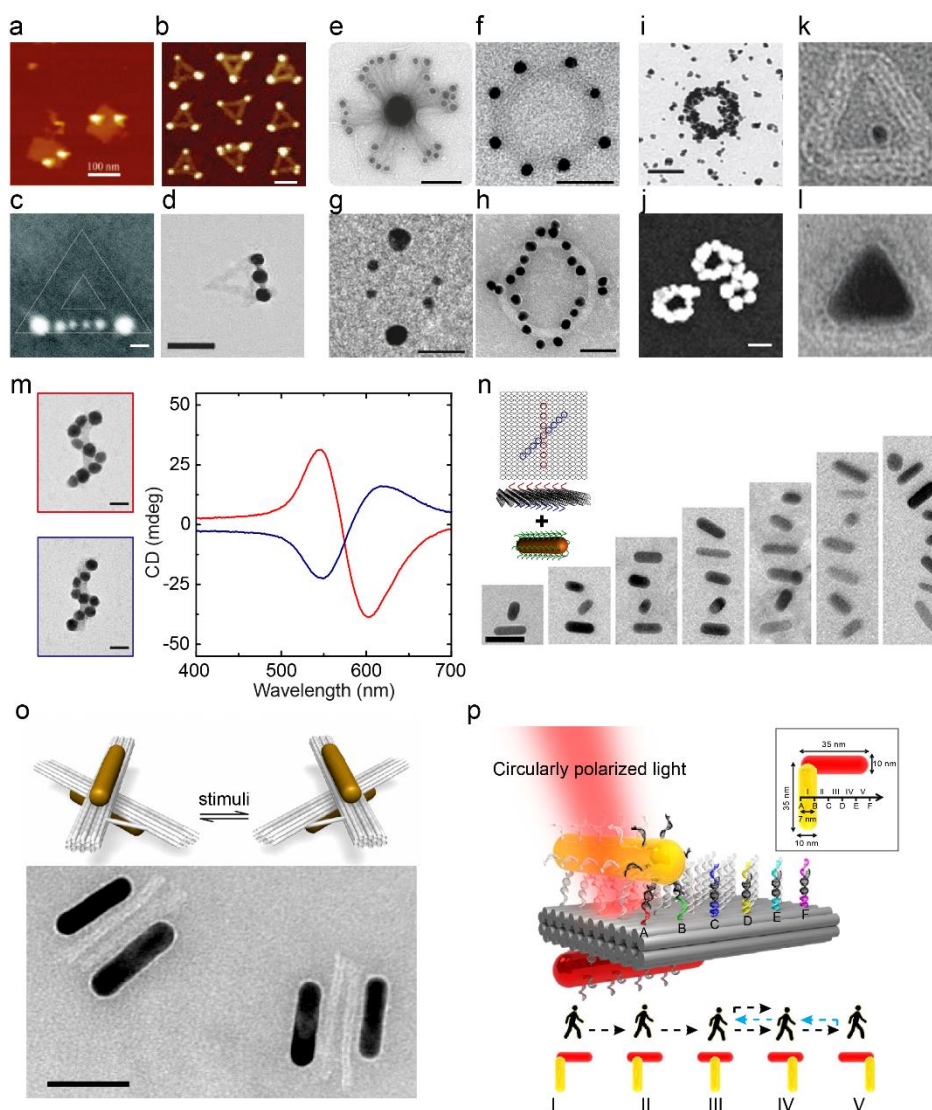 a
b
e
f
i
k
100 nm
c
d
g
h
j
l
m
n
50
25
0
-25
-50
CD (mdeg)
400
500
600
700
Wavelength (nm)
+
o
p
stimuli
Circularly polarized light
35 nm
10 nm
35 nm
I II III IV V
A B C D E F
7 nm
10 nm
A B C D E F
I II III IV V